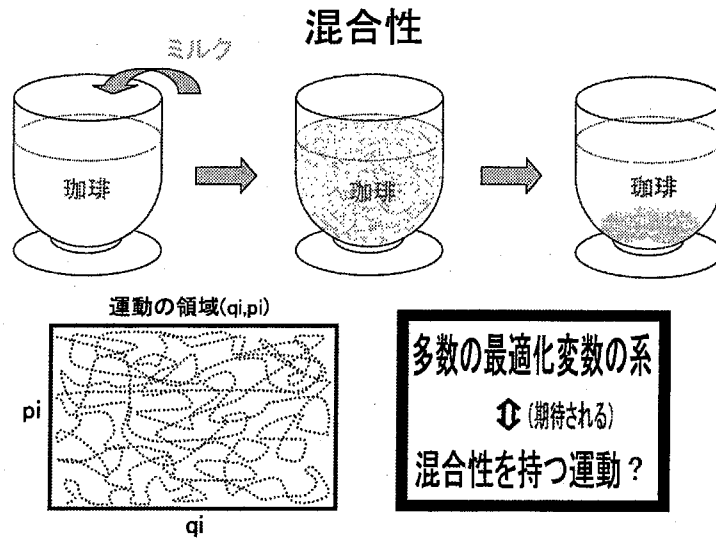 混合性
ミルク
珈琲
珈琲
珈琲
運動の領域(qi,pi)
pi
qi
多数の最適化変数の系
⇕(期待される)
混合性を持つ運動？